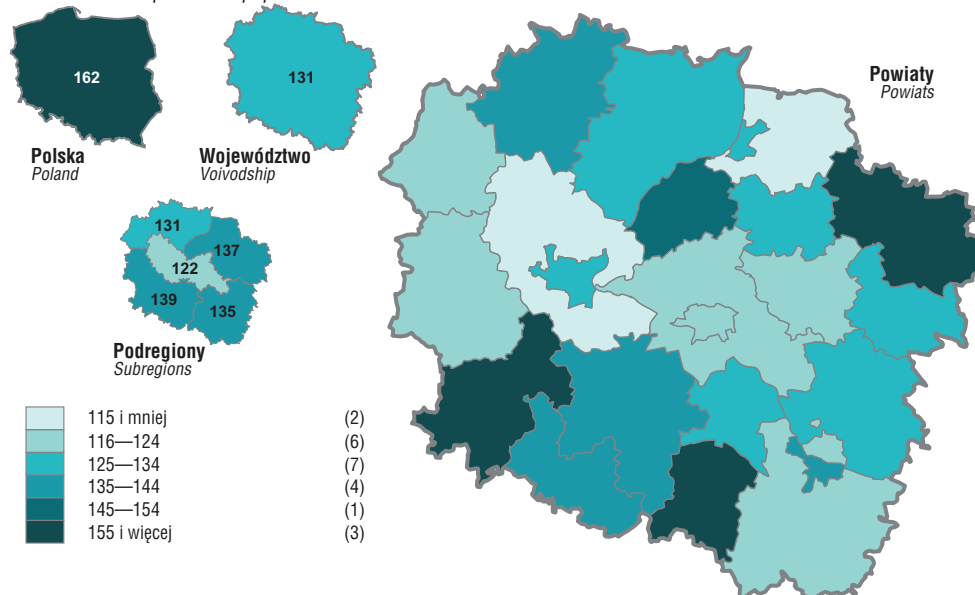 162
131
Powiaty
Powiats
Polska
Poland
Województwo
Voivodship
131
137
122
139
135
Podregiony
Subregions
115 i mniej (2)
116—124 (6)
125—134 (7)
135—144 (4)
145—154 (1)
155 i więcej (3)